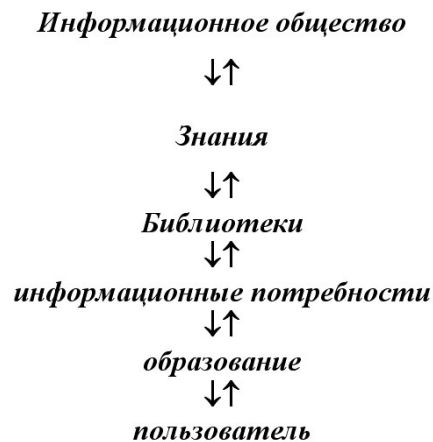 Информационное общество
↓↑
Знания
↓↑
Библиотеки
↓↑
информационные потребности
↓↑
образование
↓↑
пользователь